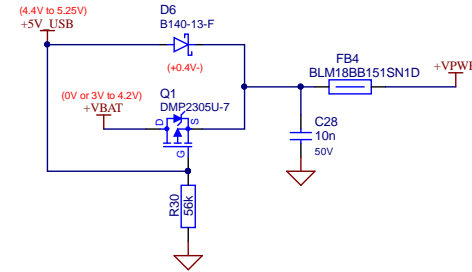 (4.4V to 5.25V)
+5V_USB
D6
B140-13-F
(+0.4V-)
FB4
BLM18BB151SN1D
(0V or 3V to 4.2V)
+VBAT
Q1
DMP2305U-7
D
S
G
C28
10n
50V
R30
56k